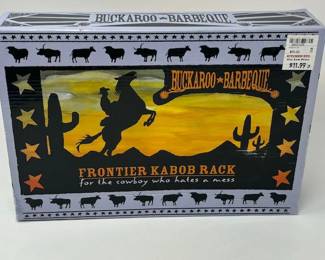 BUCKAROO★BARBEQUE
BUCKAROO★BARBEQUE
$11.99
FRONTIER KABOB RACK
for the cowboy who hates a mess